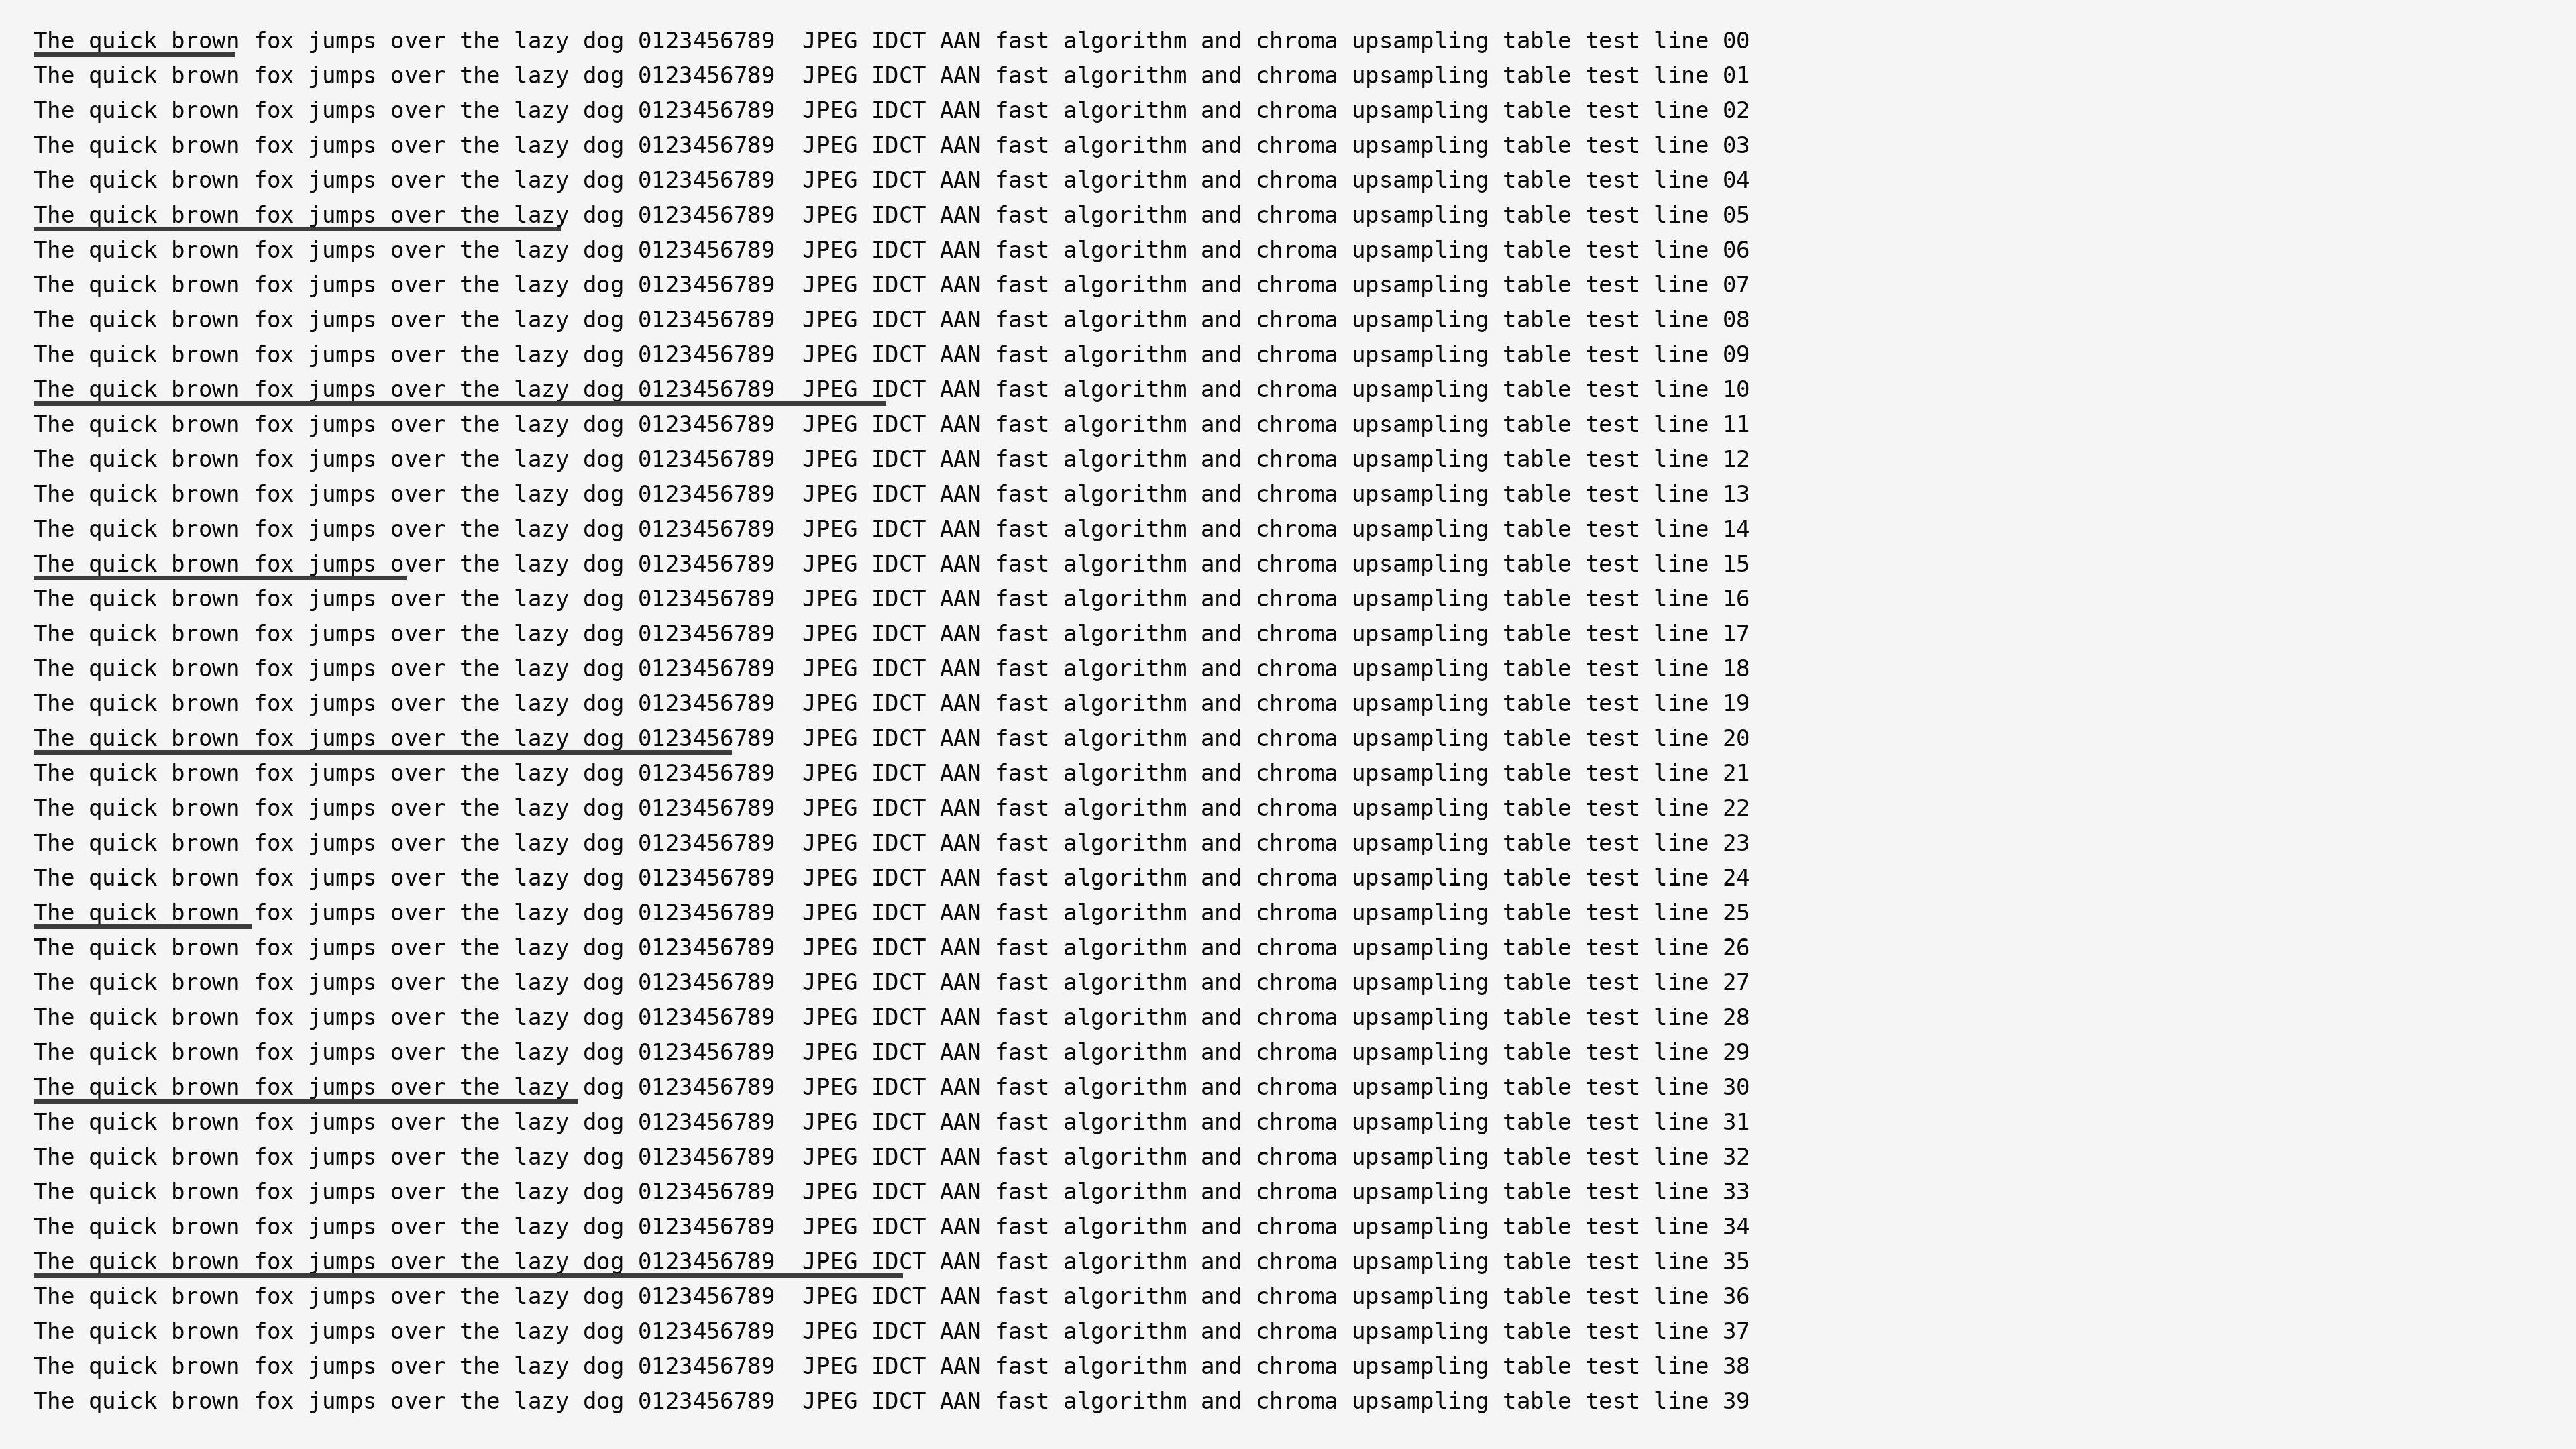 The quick brown fox jumps over the lazy dog 0123456789  JPEG IDCT AAN fast algorithm and chroma upsampling table test line 00
The quick brown fox jumps over the lazy dog 0123456789  JPEG IDCT AAN fast algorithm and chroma upsampling table test line 01
The quick brown fox jumps over the lazy dog 0123456789  JPEG IDCT AAN fast algorithm and chroma upsampling table test line 02
The quick brown fox jumps over the lazy dog 0123456789  JPEG IDCT AAN fast algorithm and chroma upsampling table test line 03
The quick brown fox jumps over the lazy dog 0123456789  JPEG IDCT AAN fast algorithm and chroma upsampling table test line 04
The quick brown fox jumps over the lazy dog 0123456789  JPEG IDCT AAN fast algorithm and chroma upsampling table test line 05
The quick brown fox jumps over the lazy dog 0123456789  JPEG IDCT AAN fast algorithm and chroma upsampling table test line 06
The quick brown fox jumps over the lazy dog 0123456789  JPEG IDCT AAN fast algorithm and chroma upsampling table test line 07
The quick brown fox jumps over the lazy dog 0123456789  JPEG IDCT AAN fast algorithm and chroma upsampling table test line 08
The quick brown fox jumps over the lazy dog 0123456789  JPEG IDCT AAN fast algorithm and chroma upsampling table test line 09
The quick brown fox jumps over the lazy dog 0123456789  JPEG IDCT AAN fast algorithm and chroma upsampling table test line 10
The quick brown fox jumps over the lazy dog 0123456789  JPEG IDCT AAN fast algorithm and chroma upsampling table test line 11
The quick brown fox jumps over the lazy dog 0123456789  JPEG IDCT AAN fast algorithm and chroma upsampling table test line 12
The quick brown fox jumps over the lazy dog 0123456789  JPEG IDCT AAN fast algorithm and chroma upsampling table test line 13
The quick brown fox jumps over the lazy dog 0123456789  JPEG IDCT AAN fast algorithm and chroma upsampling table test line 14
The quick brown fox jumps over the lazy dog 0123456789  JPEG IDCT AAN fast algorithm and chroma upsampling table test line 15
The quick brown fox jumps over the lazy dog 0123456789  JPEG IDCT AAN fast algorithm and chroma upsampling table test line 16
The quick brown fox jumps over the lazy dog 0123456789  JPEG IDCT AAN fast algorithm and chroma upsampling table test line 17
The quick brown fox jumps over the lazy dog 0123456789  JPEG IDCT AAN fast algorithm and chroma upsampling table test line 18
The quick brown fox jumps over the lazy dog 0123456789  JPEG IDCT AAN fast algorithm and chroma upsampling table test line 19
The quick brown fox jumps over the lazy dog 0123456789  JPEG IDCT AAN fast algorithm and chroma upsampling table test line 20
The quick brown fox jumps over the lazy dog 0123456789  JPEG IDCT AAN fast algorithm and chroma upsampling table test line 21
The quick brown fox jumps over the lazy dog 0123456789  JPEG IDCT AAN fast algorithm and chroma upsampling table test line 22
The quick brown fox jumps over the lazy dog 0123456789  JPEG IDCT AAN fast algorithm and chroma upsampling table test line 23
The quick brown fox jumps over the lazy dog 0123456789  JPEG IDCT AAN fast algorithm and chroma upsampling table test line 24
The quick brown fox jumps over the lazy dog 0123456789  JPEG IDCT AAN fast algorithm and chroma upsampling table test line 25
The quick brown fox jumps over the lazy dog 0123456789  JPEG IDCT AAN fast algorithm and chroma upsampling table test line 26
The quick brown fox jumps over the lazy dog 0123456789  JPEG IDCT AAN fast algorithm and chroma upsampling table test line 27
The quick brown fox jumps over the lazy dog 0123456789  JPEG IDCT AAN fast algorithm and chroma upsampling table test line 28
The quick brown fox jumps over the lazy dog 0123456789  JPEG IDCT AAN fast algorithm and chroma upsampling table test line 29
The quick brown fox jumps over the lazy dog 0123456789  JPEG IDCT AAN fast algorithm and chroma upsampling table test line 30
The quick brown fox jumps over the lazy dog 0123456789  JPEG IDCT AAN fast algorithm and chroma upsampling table test line 31
The quick brown fox jumps over the lazy dog 0123456789  JPEG IDCT AAN fast algorithm and chroma upsampling table test line 32
The quick brown fox jumps over the lazy dog 0123456789  JPEG IDCT AAN fast algorithm and chroma upsampling table test line 33
The quick brown fox jumps over the lazy dog 0123456789  JPEG IDCT AAN fast algorithm and chroma upsampling table test line 34
The quick brown fox jumps over the lazy dog 0123456789  JPEG IDCT AAN fast algorithm and chroma upsampling table test line 35
The quick brown fox jumps over the lazy dog 0123456789  JPEG IDCT AAN fast algorithm and chroma upsampling table test line 36
The quick brown fox jumps over the lazy dog 0123456789  JPEG IDCT AAN fast algorithm and chroma upsampling table test line 37
The quick brown fox jumps over the lazy dog 0123456789  JPEG IDCT AAN fast algorithm and chroma upsampling table test line 38
The quick brown fox jumps over the lazy dog 0123456789  JPEG IDCT AAN fast algorithm and chroma upsampling table test line 39